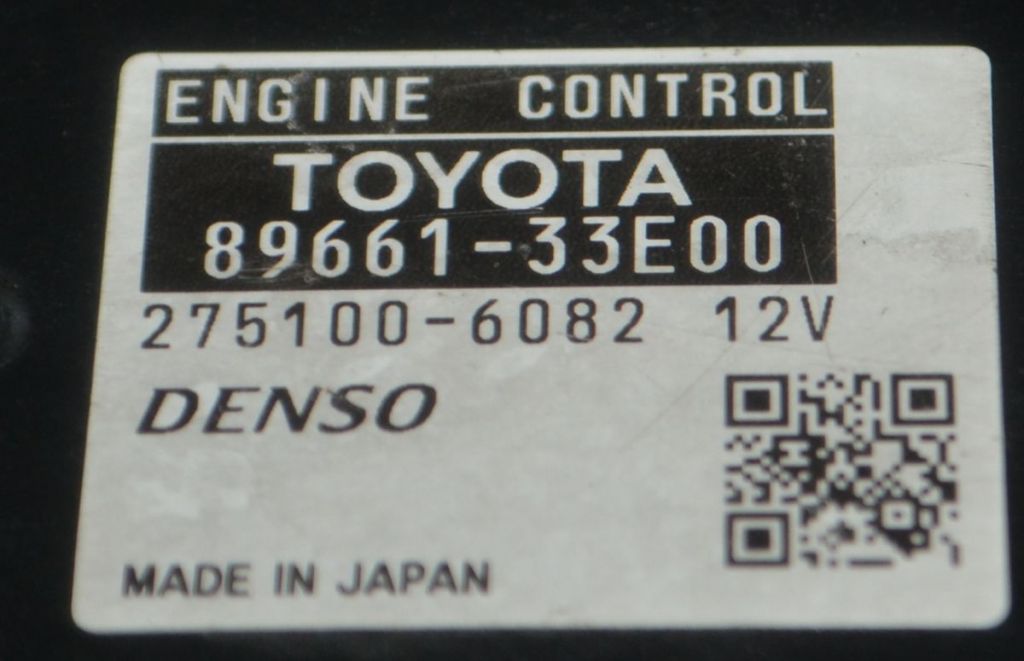 ENGINE CONTROL
TOYOTA
89661-33E00
275100-6082 12V
DENSO
MADE IN JAPAN